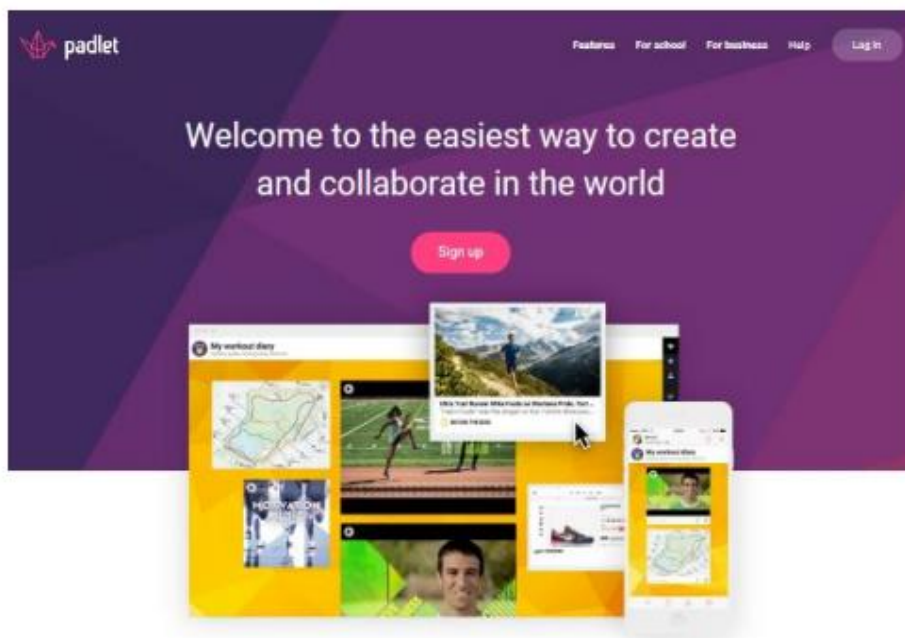 padlet
Features For school For business Help Log in
Welcome to the easiest way to create
and collaborate in the world
Sign up
My workout diary
MOTIVATION
My workout diary